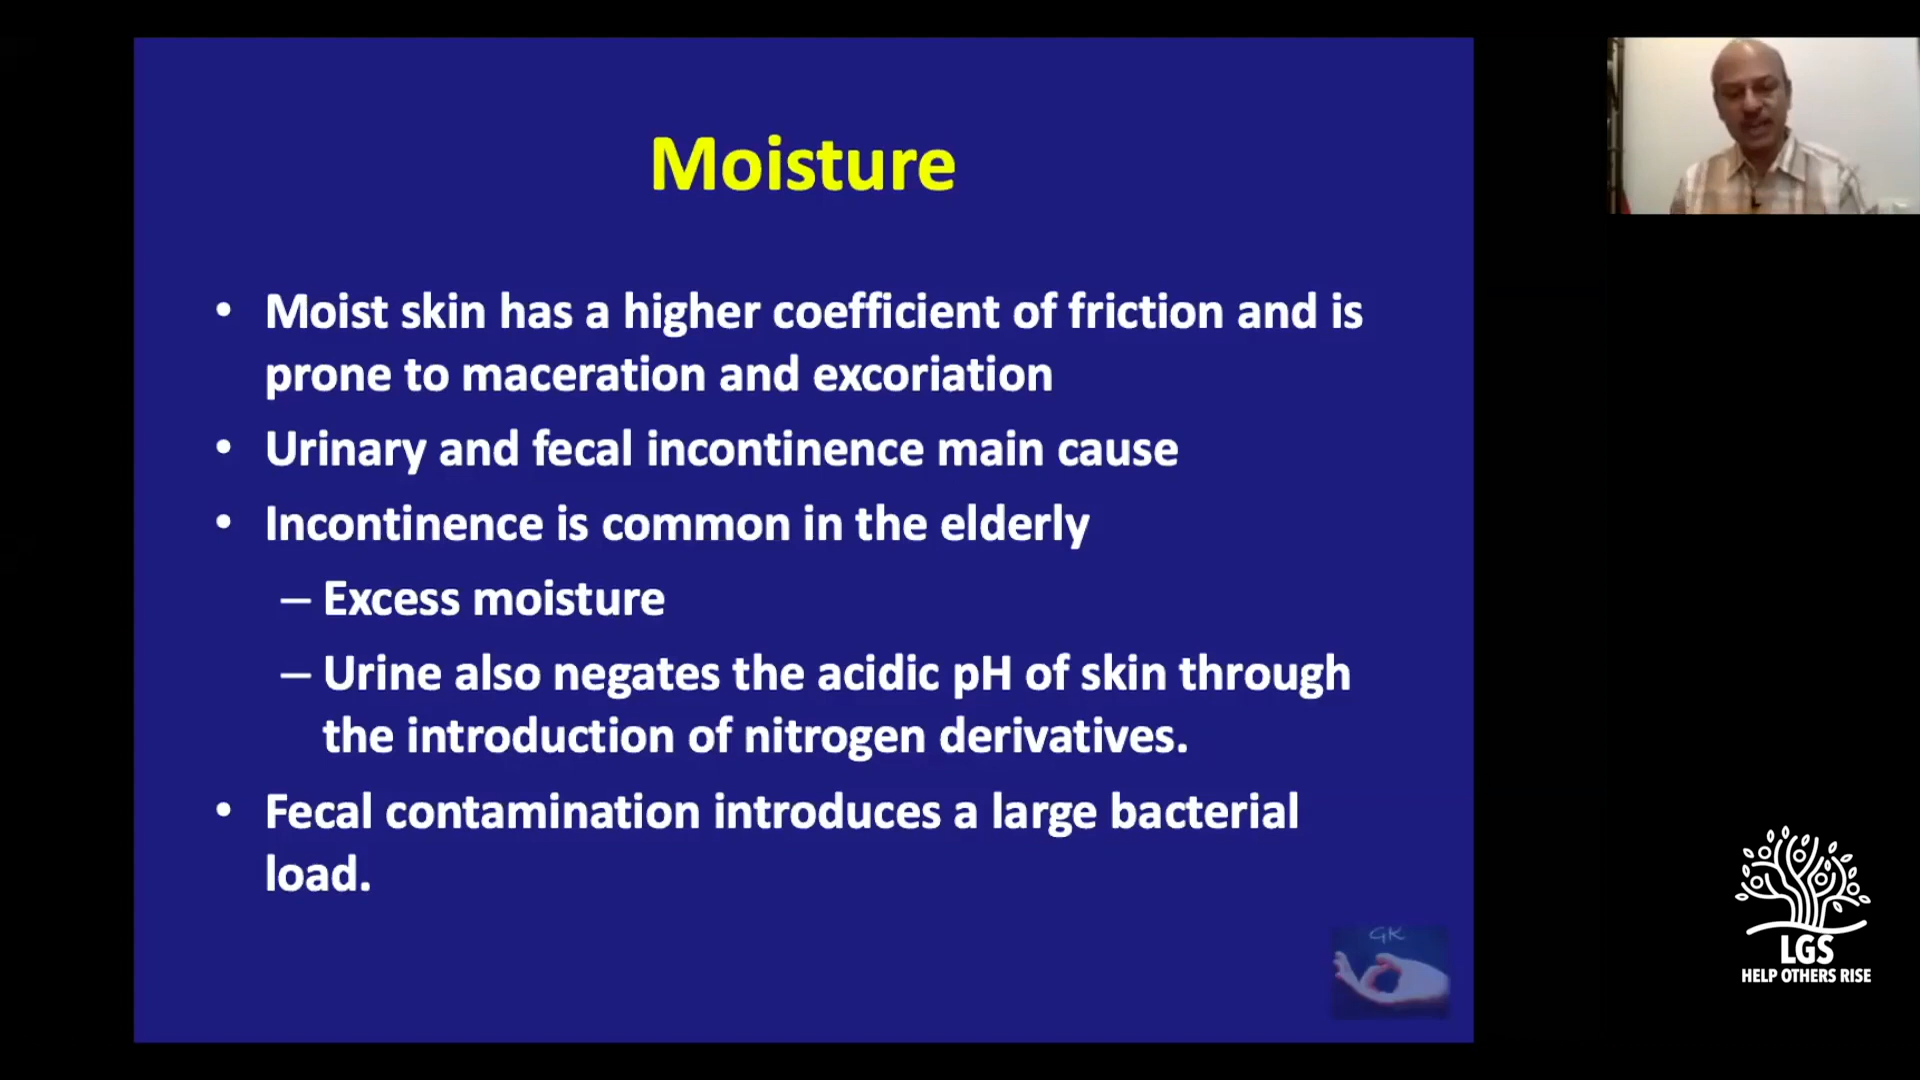 Moisture
• Moist skin has a higher coefficient of friction and is
prone to maceration and excoriation
• Urinary and fecal incontinence main cause
• Incontinence is common in the elderly
– Excess moisture
– Urine also negates the acidic pH of skin through
the introduction of nitrogen derivatives.
• Fecal contamination introduces a large bacterial
load.
GK
LGS
HELP OTHERS RISE